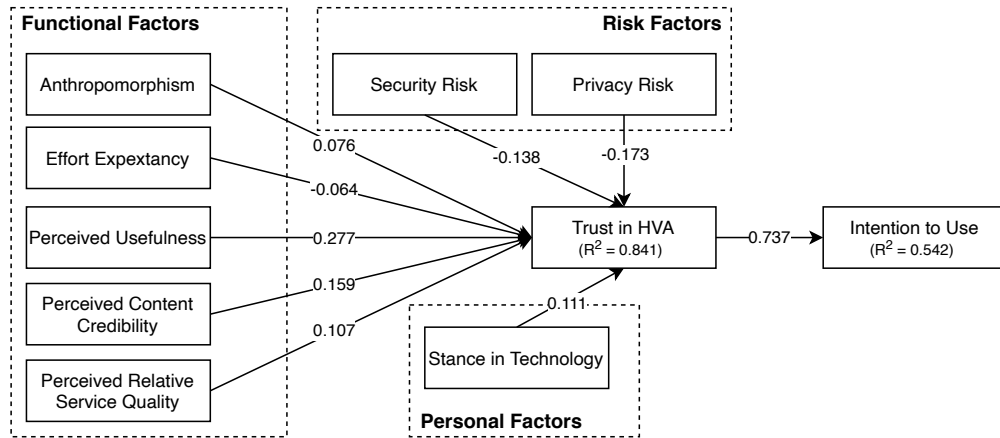 Functional Factors
Anthropomorphism
Effort Expextancy
Perceived Usefulness
Perceived Content
Credibility
Perceived Relative
Service Quality
0.076
-0.064
0.277
0.159
0.107
Risk Factors
Security Risk
Privacy Risk
-0.138
-0.173
Trust in HVA
(R² = 0.841)
0.737
Intention to Use
(R² = 0.542)
0.111
Stance in Technology
Personal Factors